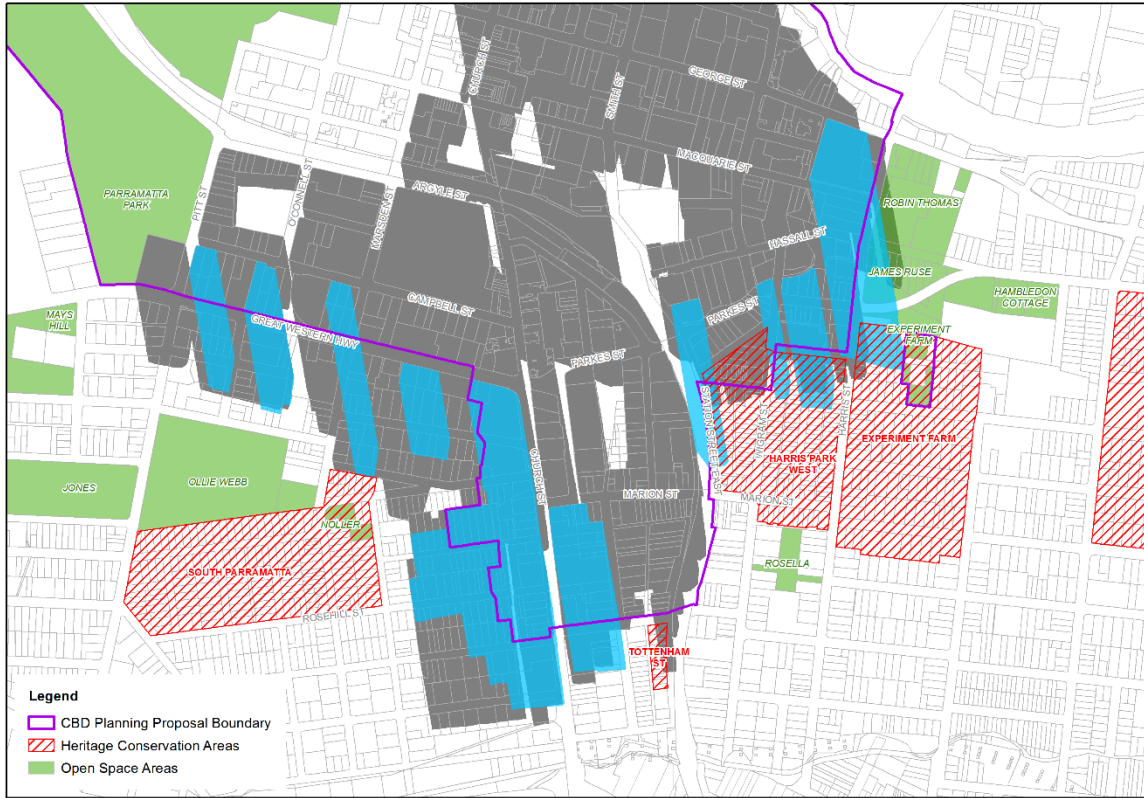 CHURCH ST
SMITH ST
GEORGE ST
MACQUARIE ST
PARRAMATTA
PARK
PITT ST
O'CONNELL ST
MARSDEN ST
ARGYLE ST
ROBIN THOMAS
HASSALL ST
JAMES RUSE
HAMBLEDON
COTTAGE
MAYS
HILL
GREAT WESTERN HWY
CAMPBELL ST
PARKES ST
PARKES ST
EXPERIMENT
FARM
STATION STREET EAST
WIGRAM ST
HARRIS ST
EXPERIMENT FARM
HARRIS PARK
WEST
JONES
OLLIE WEBB
NOLLER
CHURCH ST
MARION ST
MARION ST
SOUTH PARRAMATTA
ROSELLA
ROSEHILL ST
TOTTENHAM
ST
Legend
CBD Planning Proposal Boundary
Heritage Conservation Areas
Open Space Areas